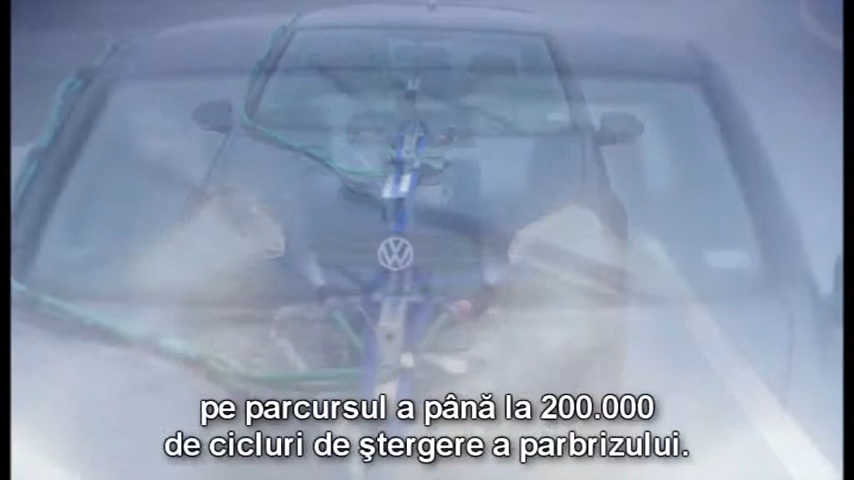 pe parcursul a până la 200.000
de cicluri de ştergere a parbrizului.